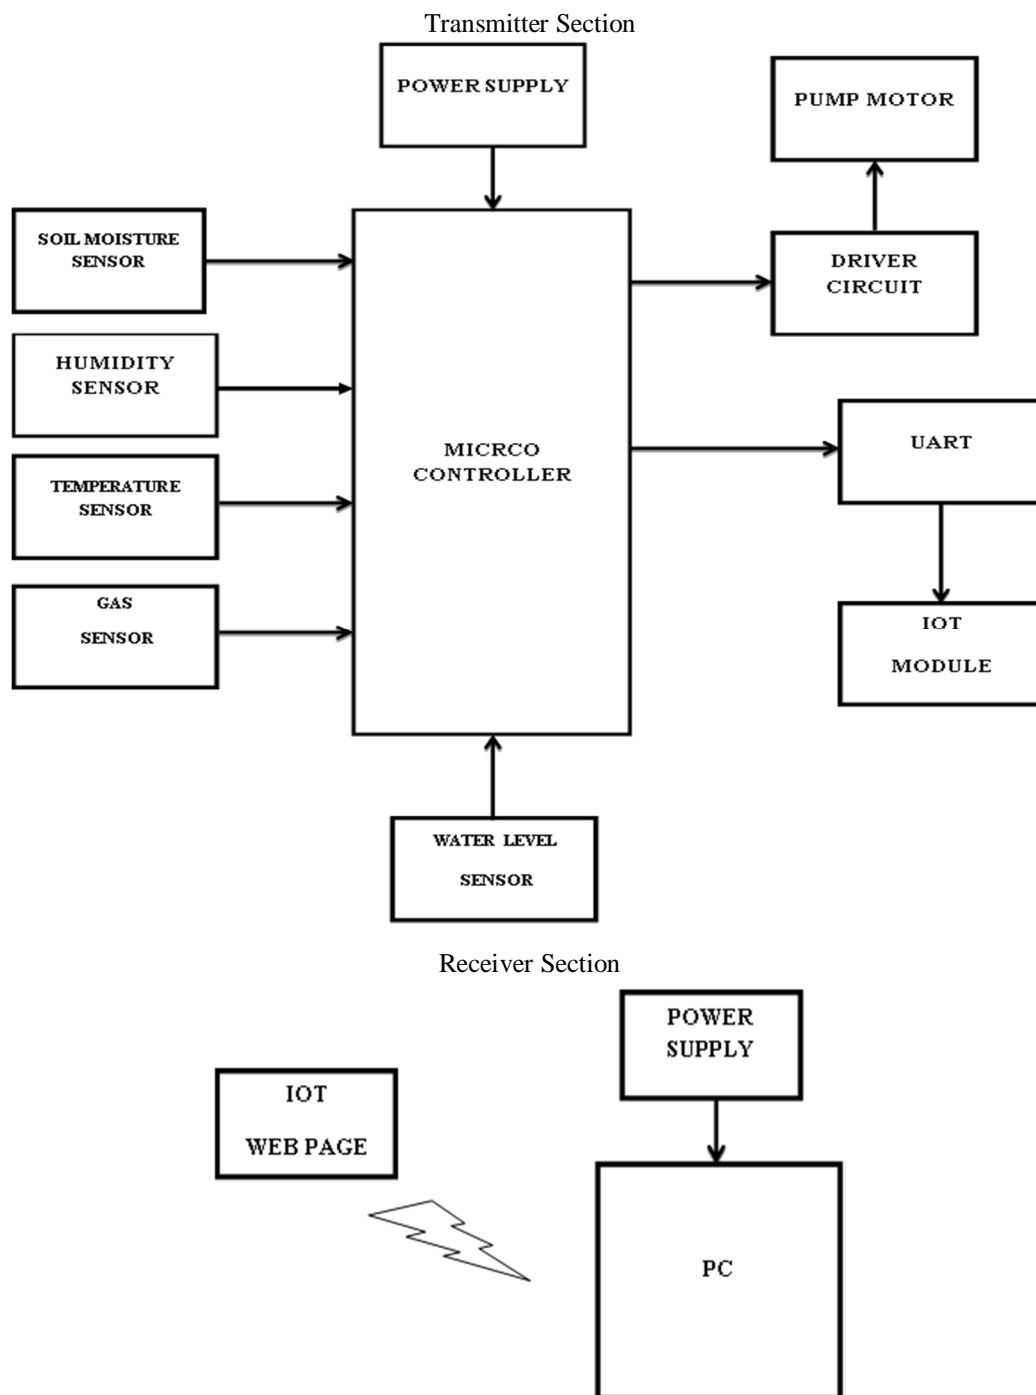 Transmitter Section
POWER SUPPLY
PUMP MOTOR
SOIL MOISTURE
SENSOR
DRIVER
CIRCUIT
HUMIDITY
SENSOR
MICRCO
CONTROLLER
UART
TEMPERATURE
SENSOR
GAS
SENSOR
IOT
MODULE
WATER LEVEL
SENSOR
Receiver Section
POWER
SUPPLY
IOT
WEB PAGE
PC